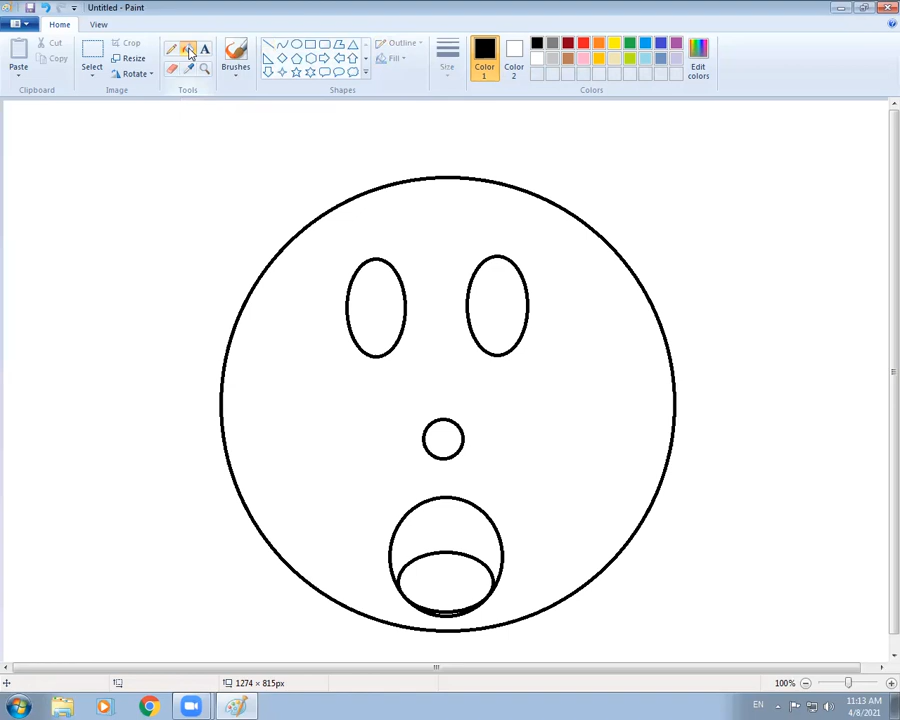 Untitled - Paint
Home View
Paste
Cut
Copy
Clipboard
Select
Crop
Resize
Rotate
Image
A
Tools
Brushes
Shapes
Outline
Fill
Size
Color 1
Color 2
Edit colors
Colors
1274 × 815px
100%
EN
11:13 AM
4/8/2021